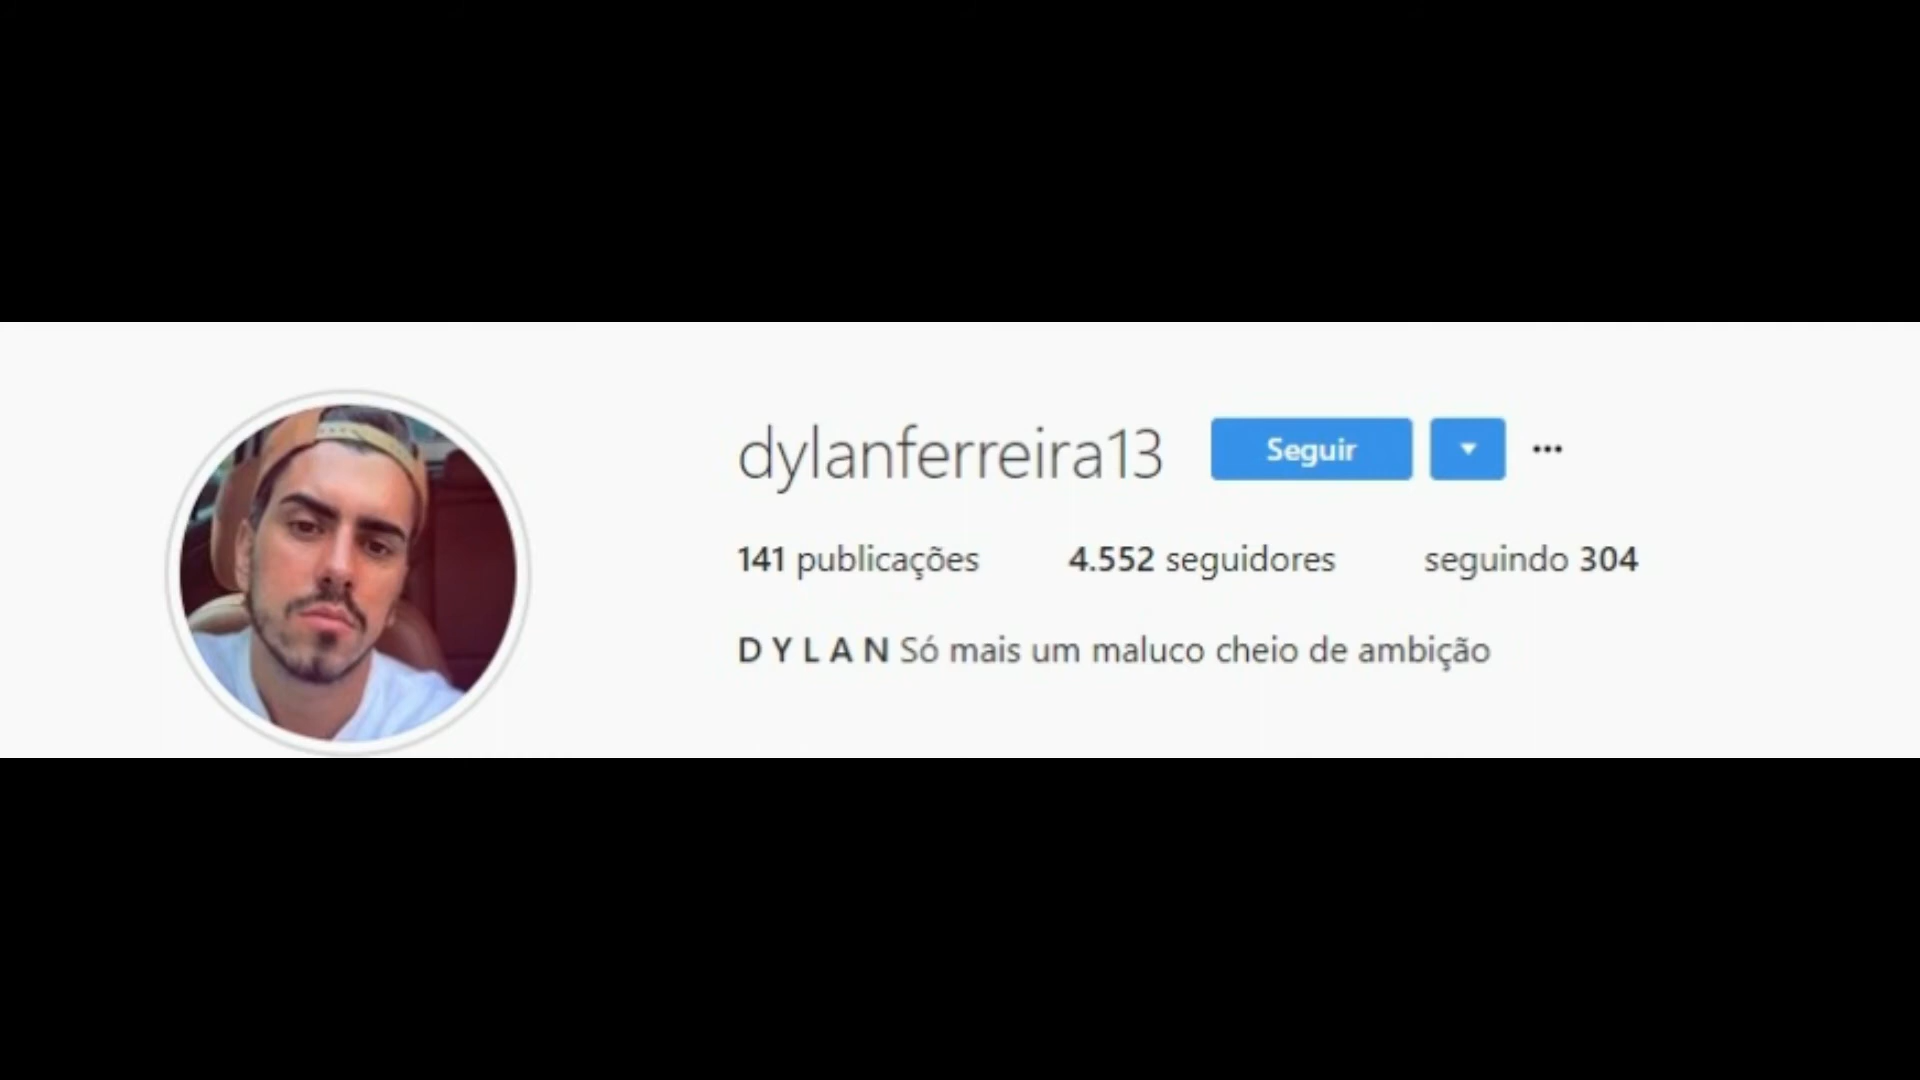 dylanferreira13 Seguir
141 publicações 4.552 seguidores seguindo 304
D Y L A N Só mais um maluco cheio de ambição